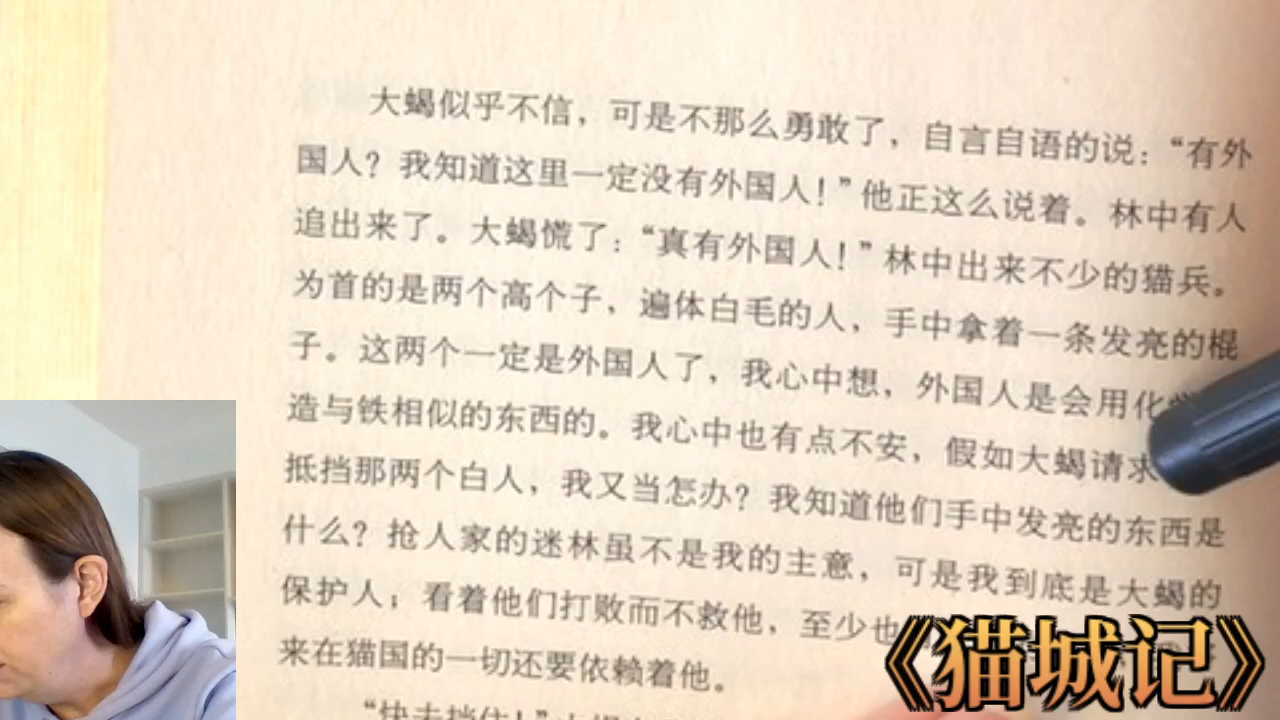 大蝎似乎不信，可是不那么勇敢了，自言自语的说：“有外
国人？我知道这里一定没有外国人！”他正这么说着。林中有人
追出来了。大蝎慌了：“真有外国人！”林中出来不少的猫兵。
为首的是两个高个子，遍体白毛的人，手中拿着一条发亮的棍
子。这两个一定是外国人了，我心中想，外国人是会用化
造与铁相似的东西的。我心中也有点不安，假如大蝎请求
抵挡那两个白人，我又当怎办？我知道他们手中发亮的东西是
什么？抢人家的迷林虽不是我的主意，可是我到底是大蝎的
保护人；看着他们打败而不救他，至少也
来在猫国的一切还要依赖着他。
“快去挡住！”
《猫城记》